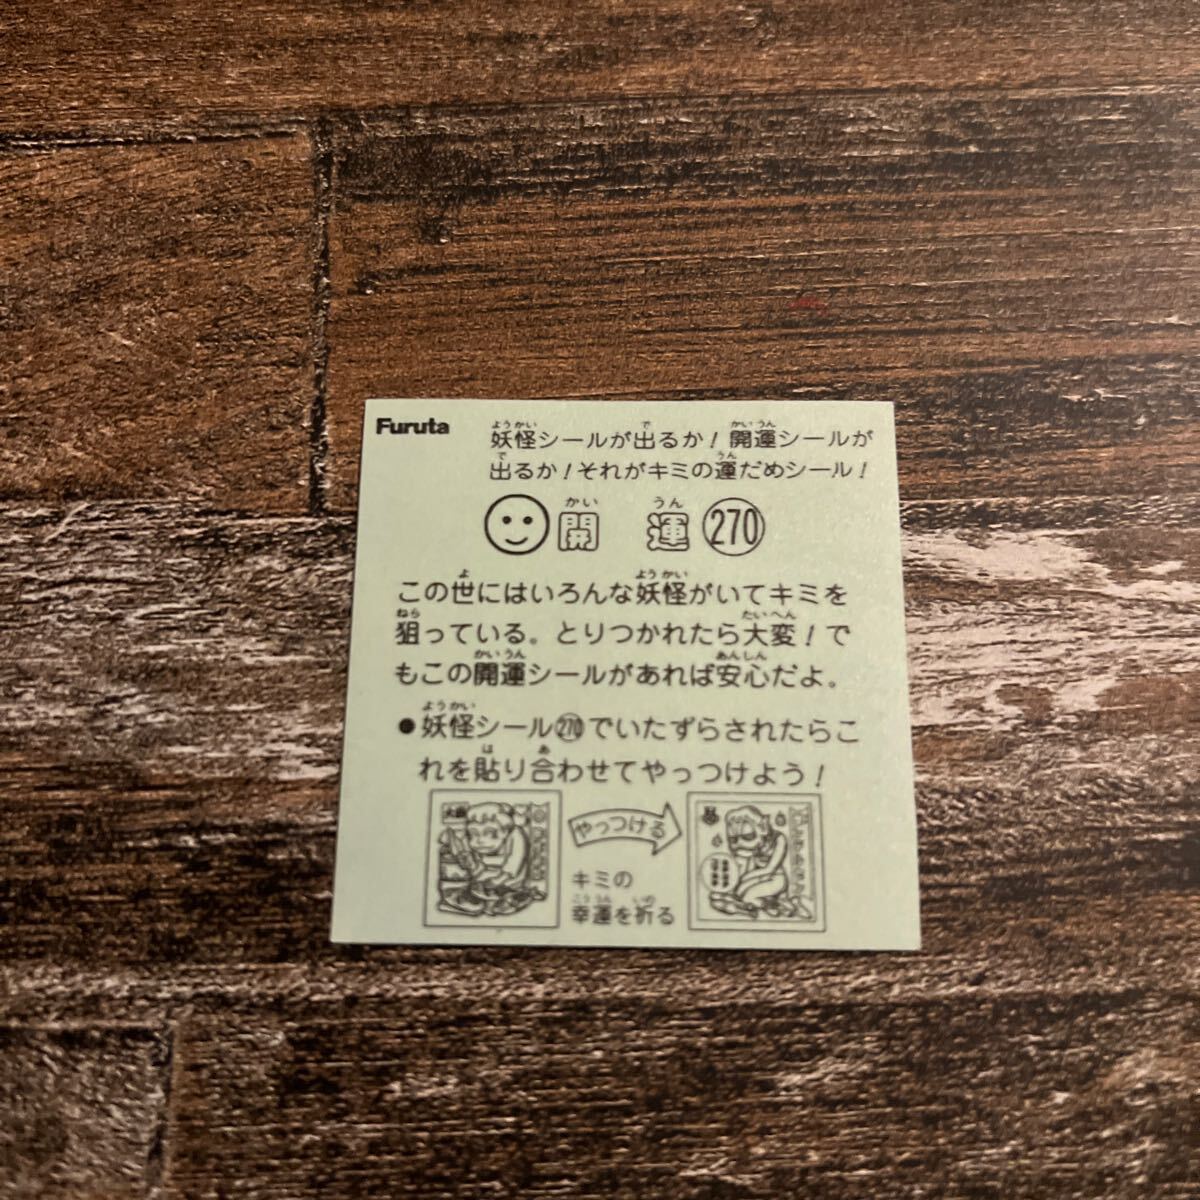 Furuta
妖怪シールが出るか！開運シールが
出るか！それがキミの運だめシール！
開 運 270
この世にはいろんな妖怪がいてキミを
狙っている。とりつかれたら大変！で
もこの開運シールがあれば安心だよ。
●妖怪シール270でいたずらされたらこ
れを貼り合わせてやっつけよう！
やっつける
キミの
幸運を祈る